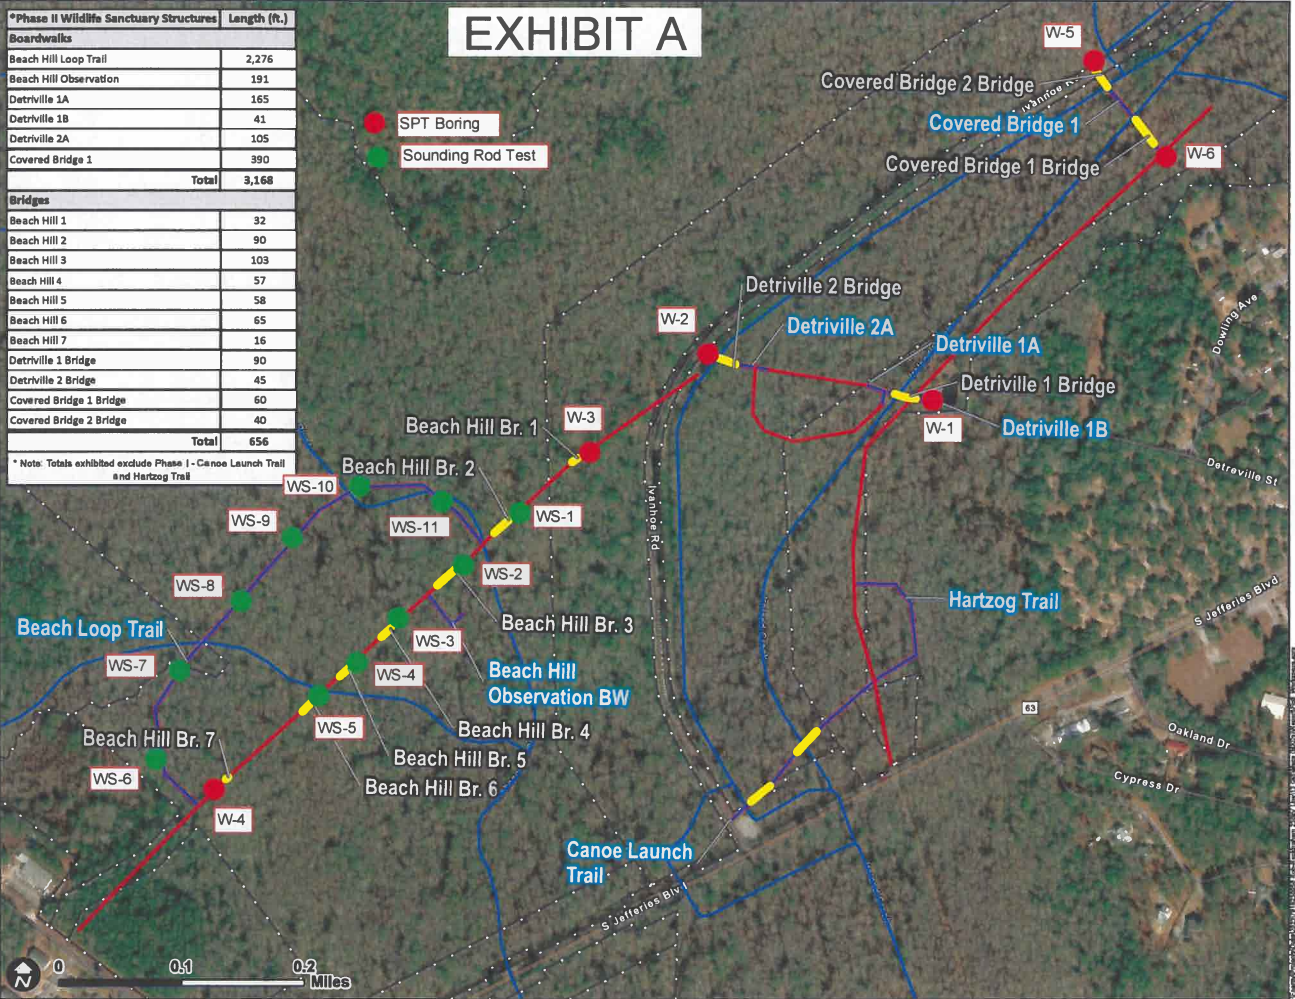 EXHIBIT A
*Phase II Wildlife Sanctuary Structures Length (ft.)
Boardwalks
Beach Hill Loop Trail 2,276
Beach Hill Observation 191
Detriville 1A 165
Detriville 1B 41
Detriville 2A 105
Covered Bridge 1 390
Total 3,168
Bridges
Beach Hill 1 32
Beach Hill 2 90
Beach Hill 3 103
Beach Hill 4 57
Beach Hill 5 58
Beach Hill 6 65
Beach Hill 7 16
Detriville 1 Bridge 90
Detriville 2 Bridge 45
Covered Bridge 1 Bridge 60
Covered Bridge 2 Bridge 40
Total 656
* Note: Totals exhibited exclude Phase I - Canoe Launch Trail
and Hartzog Trail
SPT Boring
Sounding Rod Test
W-5
Covered Bridge 2 Bridge
Ivanhoe R
Covered Bridge 1
Covered Bridge 1 Bridge
W-6
Detriville 2 Bridge
W-2
Detriville 2A
Detriville 1A
Detriville 1 Bridge
Detriville 1B
W-1
Dowling Ave
Detreville St
W-3
Beach Hill Br. 1
Beach Hill Br. 2
WS-10
WS-11
WS-9
WS-1
WS-2
WS-8
Ivanhoe Rd
Beach Hill Br. 3
Hartzog Trail
S Jefferies Blvd
Beach Loop Trail
WS-3
WS-7
WS-4
Beach Hill
Observation BW
WS-5
Beach Hill Br. 4
Beach Hill Br. 7
Beach Hill Br. 5
WS-6
Beach Hill Br. 6
W-4
63
Oakland Dr
Cypress Dr
Canoe Launch
Trail
S Jefferies Blvd
N
0 0.1 0.2
Miles